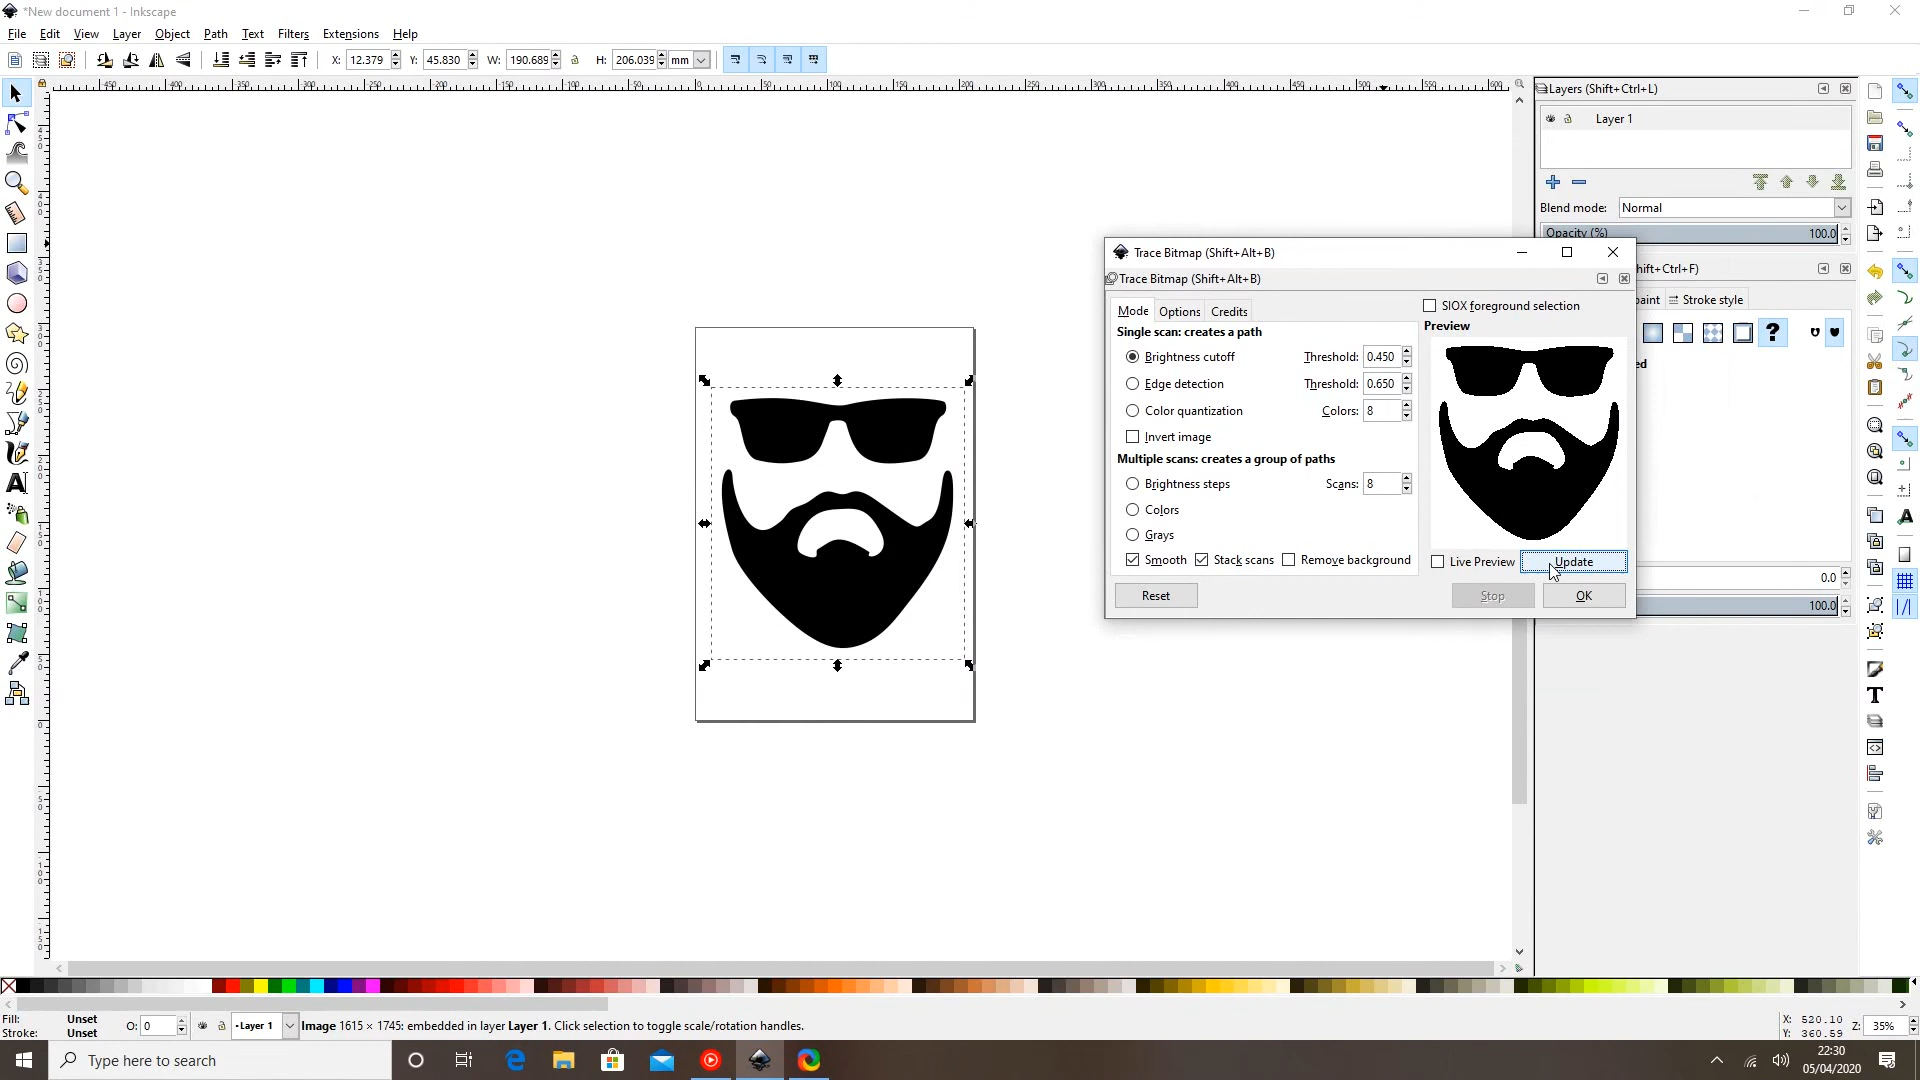 *New document 1 - Inkscape
File Edit View Layer Object Path Text Filters Extensions Help
X: 12.379 Y: 45.830 W: 190.689 H: 206.039 mm
Layers (Shift+Ctrl+L)
Layer 1
Blend mode: Normal
Opacity (%) 100.0
Trace Bitmap (Shift+Alt+B)
Trace Bitmap (Shift+Alt+B)
hift+Ctrl+F)
Mode Options Credits
SIOX foreground selection
aint Stroke style
Single scan: creates a path
Preview
Brightness cutoff Threshold: 0.450
Edge detection Threshold: 0.650
ed
Color quantization Colors: 8
Invert image
Multiple scans: creates a group of paths
Brightness steps Scans: 8
Colors
Grays
Smooth Stack scans Remove background
Live Preview Update
0.0
Reset Stop OK
100.0
Fill: Unset
Stroke: Unset
O: 0
Layer 1
Image 1615 × 1745: embedded in layer Layer 1. Click selection to toggle scale/rotation handles.
X: 520.10
Y: 360.59
Z: 35%
Type here to search
22:30
05/04/2020